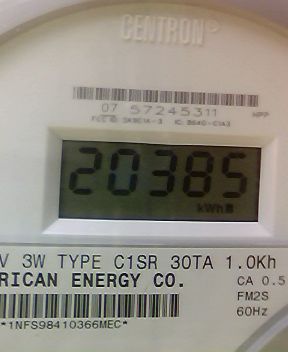 CENTRON®
07 57245311
20385
kWh
V 3W TYPE C1SR 30TA 1.0Kh
RICAN ENERGY CO.
CA 0.5
FM2S
60Hz
*1NFS98410366MEC*